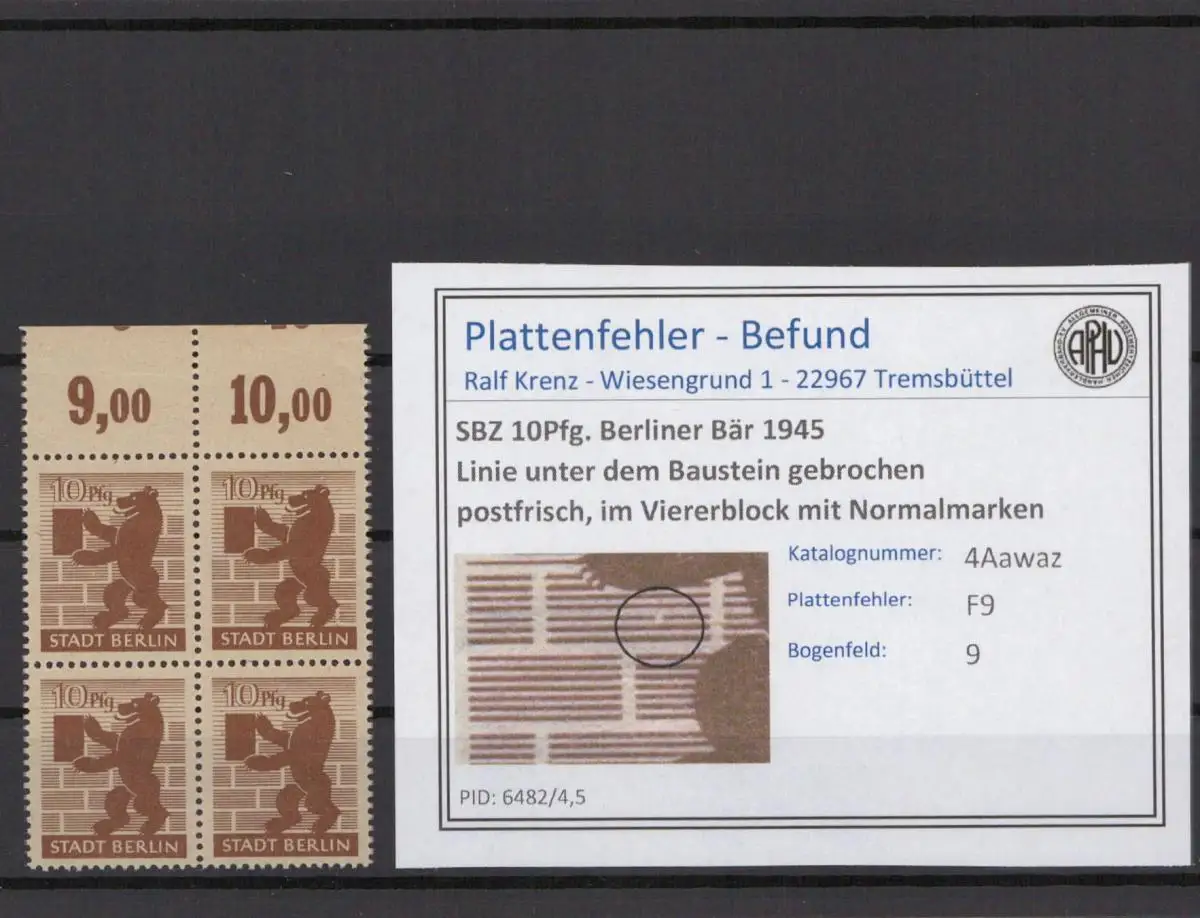 9,00 10,00
10 Pfg 10 Pfg
STADT BERLIN STADT BERLIN
10 Pfg 10 Pfg
STADT BERLIN STADT BERLIN
Plattenfehler - Befund
Ralf Krenz - Wiesengrund 1 - 22967 Tremsbüttel
APHV
SBZ 10Pfg. Berliner Bär 1945
Linie unter dem Baustein gebrochen
postfrisch, im Viererblock mit Normalmarken
Katalognummer: 4Aawaz
Plattenfehler: F9
Bogenfeld: 9
PID: 6482/4,5